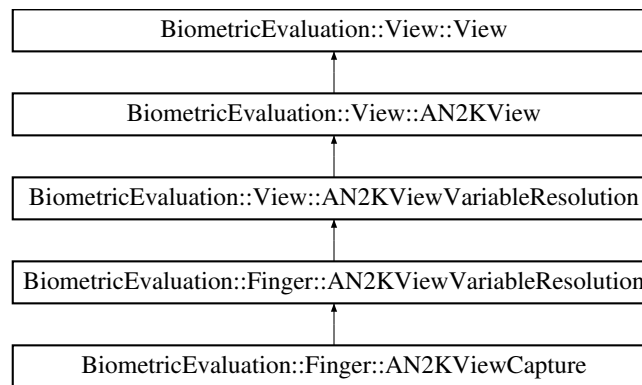 BiometricEvaluation::View::View
BiometricEvaluation::View::AN2KView
BiometricEvaluation::View::AN2KViewVariableResolution
BiometricEvaluation::Finger::AN2KViewVariableResolution
BiometricEvaluation::Finger::AN2KViewCapture